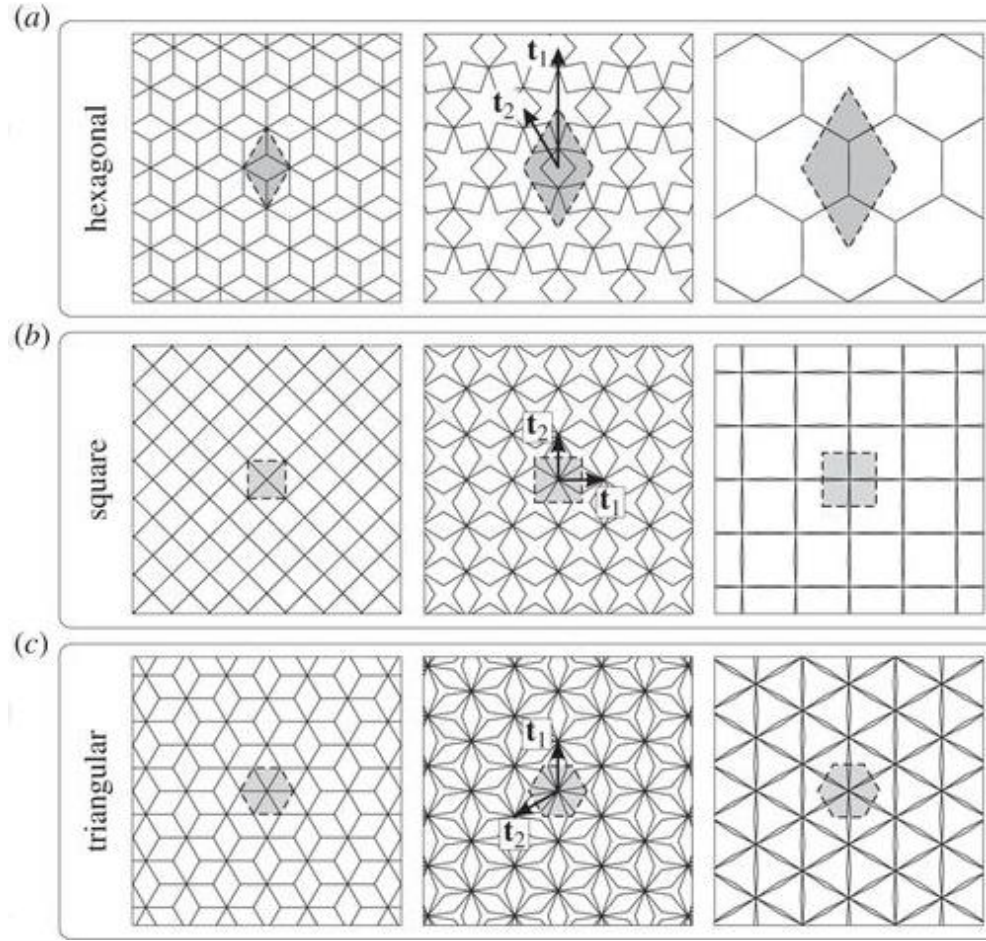 (a)
hexagonal
t₁
t₂
(b)
square
t₂
t₁
(c)
triangular
t₁
t₂